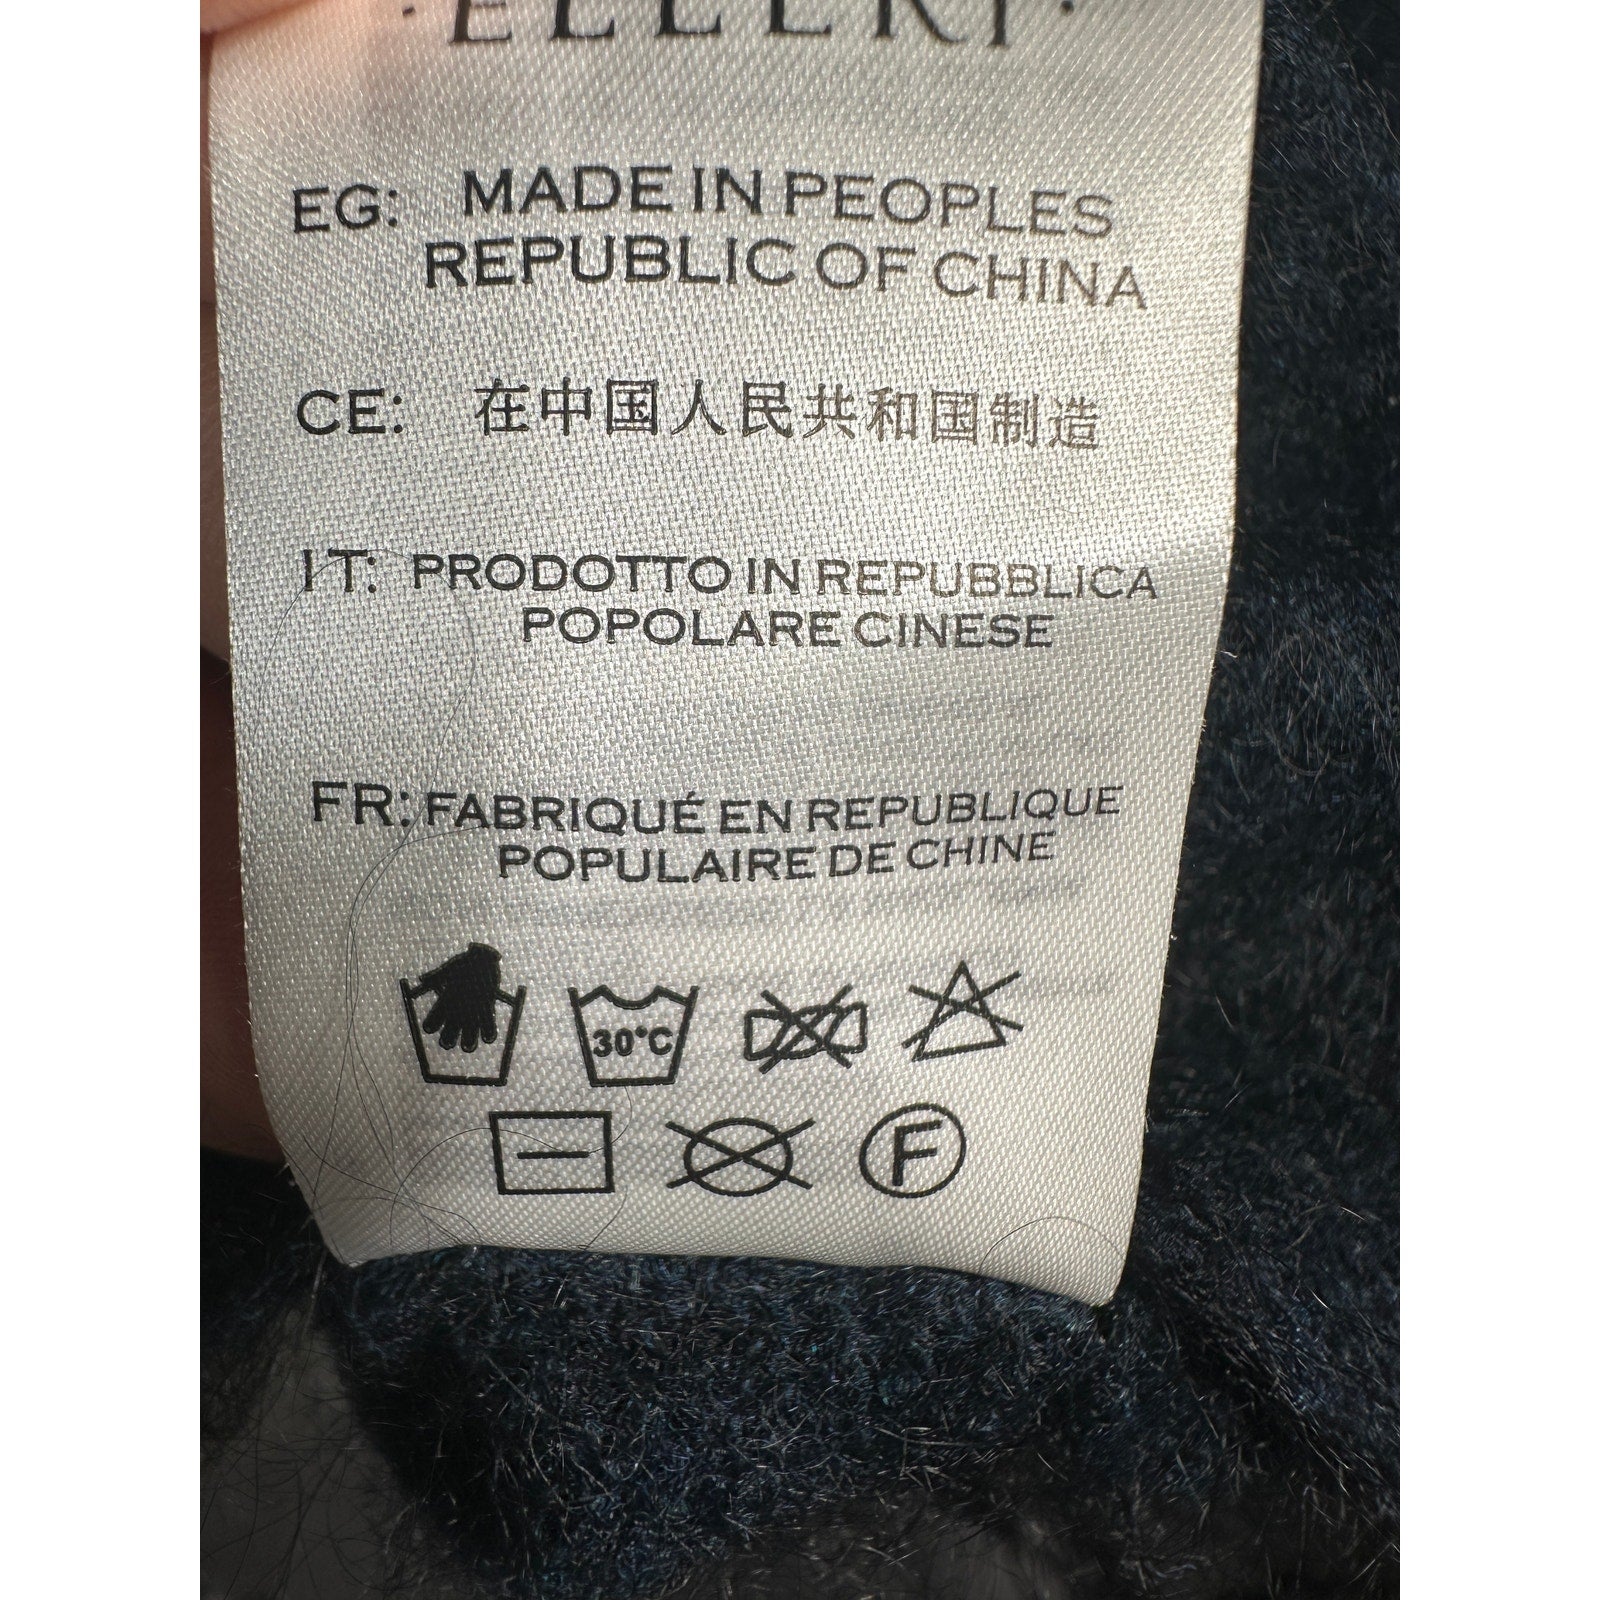 · ELLERY ·
EG: MADE IN PEOPLES
REPUBLIC OF CHINA
CE: 在中国人民共和国制造
IT: PRODOTTO IN REPUBBLICA
POPOLARE CINESE
FR: FABRIQUÉ EN REPUBLIQUE
POPULAIRE DE CHINE
30°C
F